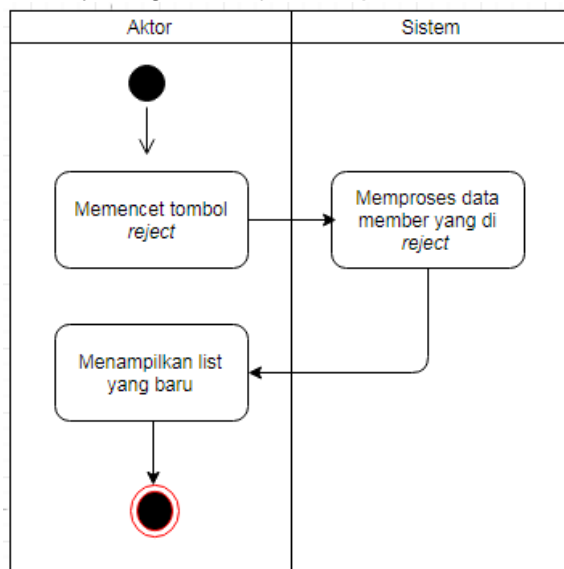 Aktor
Sistem
Memencet tombol
reject
Memproses data
member yang di
reject
Menampilkan list
yang baru